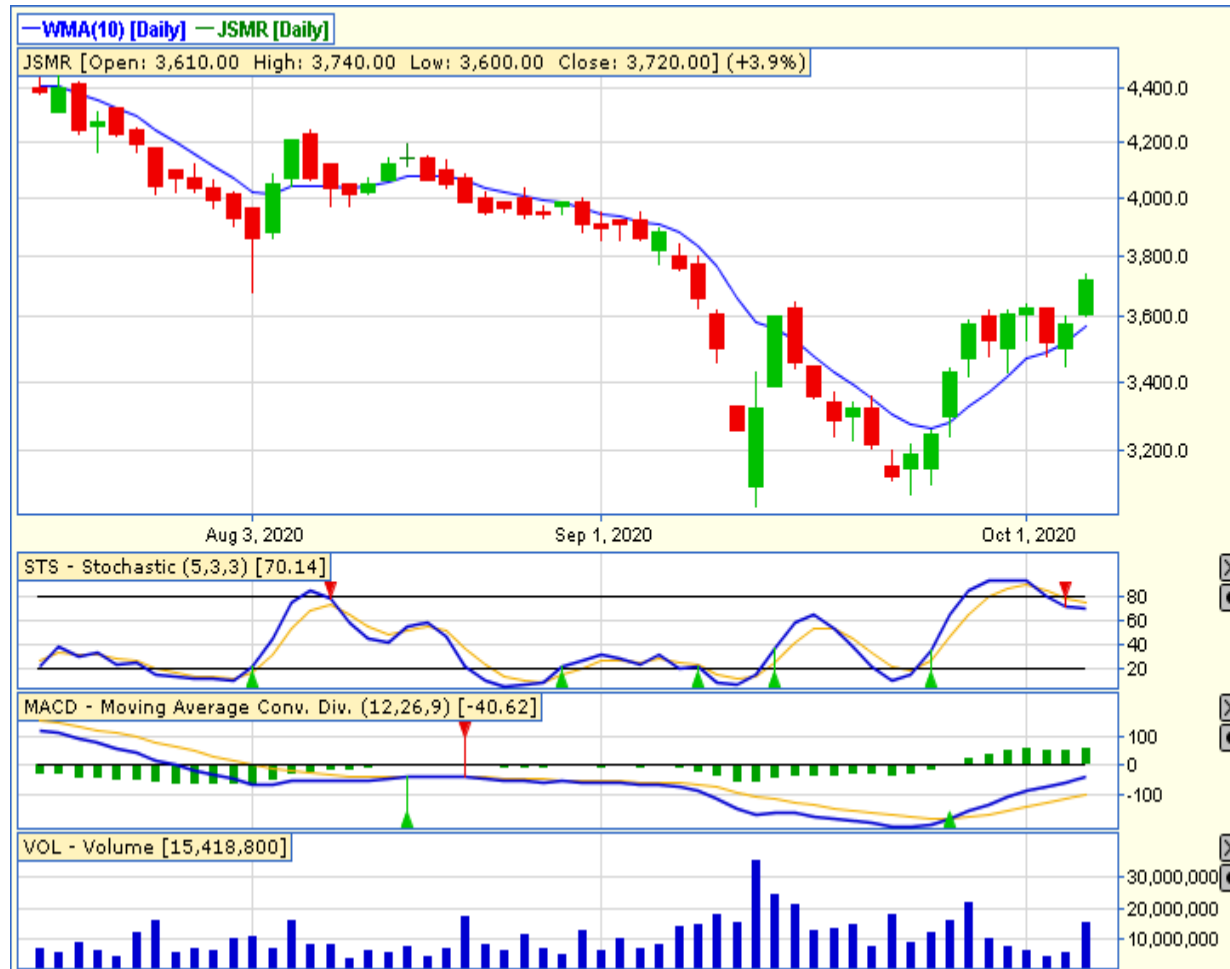 WMA(10) [Daily] JSMR [Daily]
JSMR [Open: 3,610.00 High: 3,740.00 Low: 3,600.00 Close: 3,720.00] (+3.9%)
4,400.0
4,200.0
4,000.0
3,800.0
3,600.0
3,400.0
3,200.0
Aug 3, 2020 Sep 1, 2020 Oct 1, 2020
STS - Stochastic (5,3,3) [70.14]
80
60
40
20
MACD - Moving Average Conv. Div. (12,26,9) [-40.62]
100
0
-100
VOL - Volume [15,418,800]
30,000,000
20,000,000
10,000,000